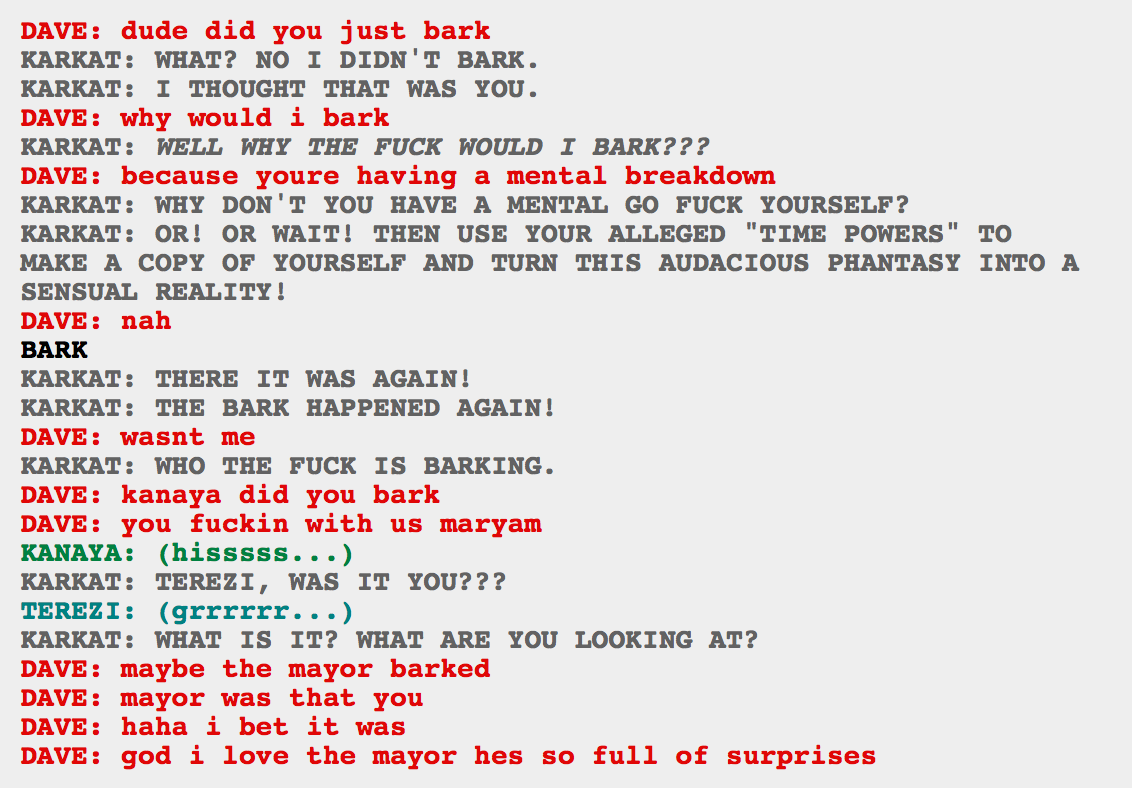 DAVE: dude did you just bark
KARKAT: WHAT? NO I DIDN'T BARK.
KARKAT: I THOUGHT THAT WAS YOU.
DAVE: why would i bark
KARKAT: WELL WHY THE FUCK WOULD I BARK???
DAVE: because youre having a mental breakdown
KARKAT: WHY DON'T YOU HAVE A MENTAL GO FUCK YOURSELF?
KARKAT: OR! OR WAIT! THEN USE YOUR ALLEGED "TIME POWERS" TO
MAKE A COPY OF YOURSELF AND TURN THIS AUDACIOUS PHANTASY INTO A
SENSUAL REALITY!
DAVE: nah
BARK
KARKAT: THERE IT WAS AGAIN!
KARKAT: THE BARK HAPPENED AGAIN!
DAVE: wasnt me
KARKAT: WHO THE FUCK IS BARKING.
DAVE: kanaya did you bark
DAVE: you fuckin with us maryam
KANAYA: (hisssss...)
KARKAT: TEREZI, WAS IT YOU???
TEREZI: (grrrrrr...)
KARKAT: WHAT IS IT? WHAT ARE YOU LOOKING AT?
DAVE: maybe the mayor barked
DAVE: mayor was that you
DAVE: haha i bet it was
DAVE: god i love the mayor hes so full of surprises